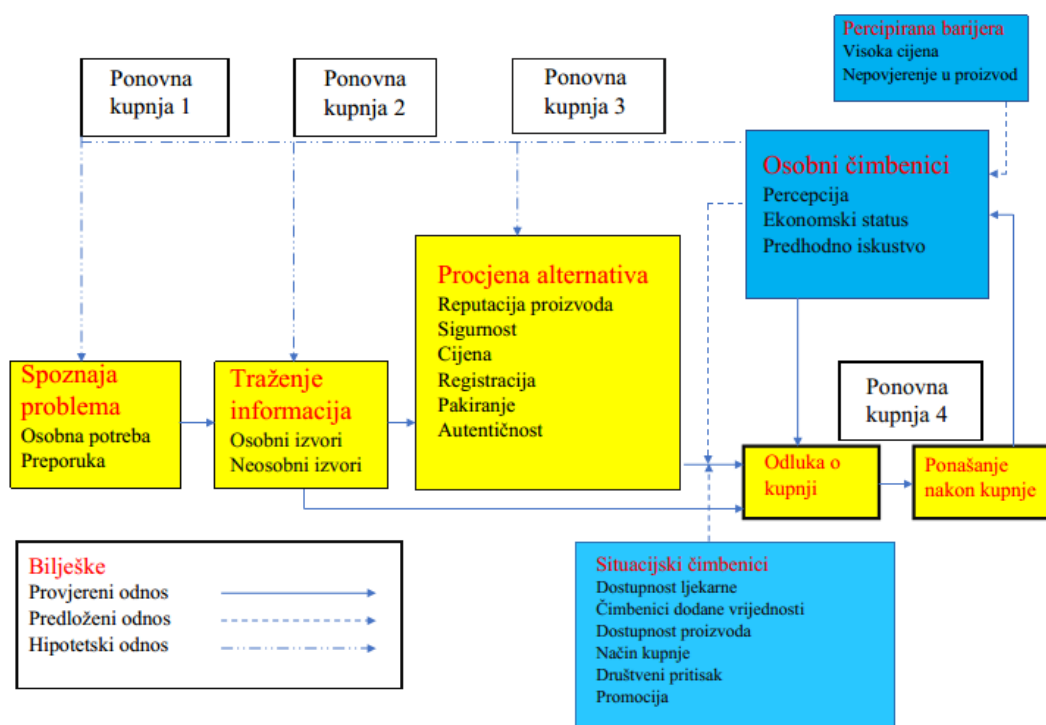 Percipirana barijera
Visoka cijena
Nepovjerenje u proizvod
Ponovna
kupnja 1
Ponovna
kupnja 2
Ponovna
kupnja 3
Osobni čimbenici
Percepcija
Ekonomski status
Predhodno iskustvo
Procjena alternativa
Reputacija proizvoda
Sigurnost
Cijena
Registracija
Pakiranje
Autentičnost
Spoznaja
problema
Osobna potreba
Preporuka
Traženje
informacija
Osobni izvori
Neosobni izvori
Ponovna
kupnja 4
Odluka o
kupnji
Ponašanje
nakon kupnje
Bilješke
Provjereni odnos
Predloženi odnos
Hipotetski odnos
Situacijski čimbenici
Dostupnost ljekarne
Čimbenici dodane vrijednosti
Dostupnost proizvoda
Način kupnje
Društveni pritisak
Promocija